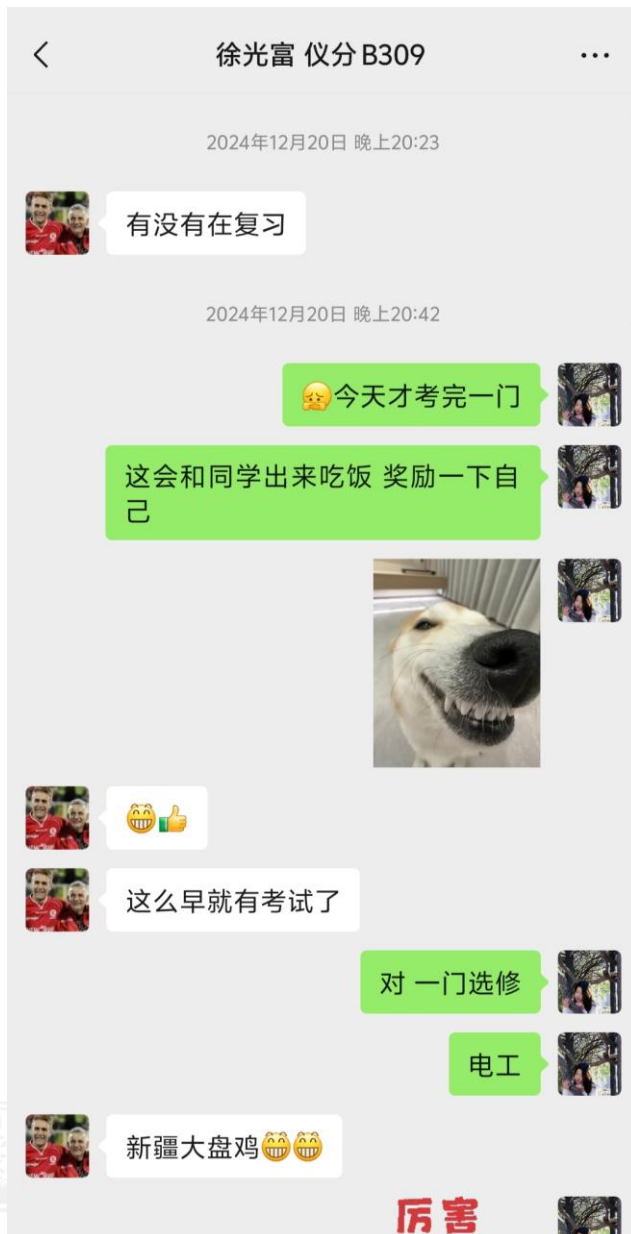 徐光富 仪分B309
2024年12月20日 晚上20:23
有没有在复习
2024年12月20日 晚上20:42
今天才考完一门
这会和同学出来吃饭 奖励一下自
己
这么早就有考试了
对 一门选修
电工
新疆大盘鸡
厉害